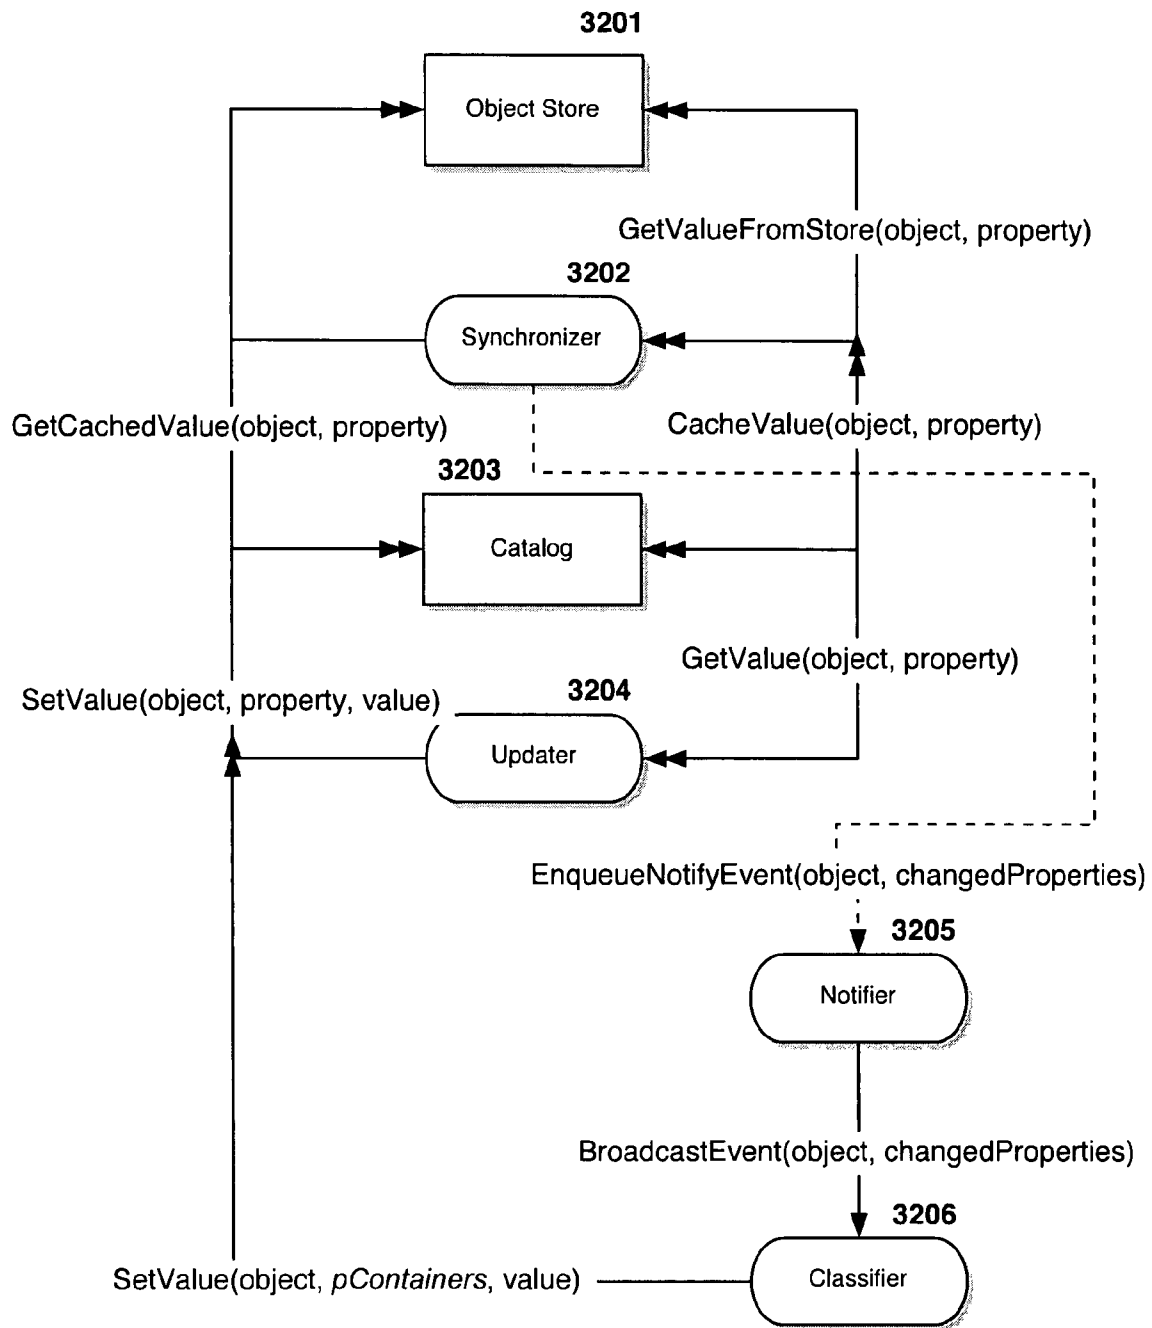 3201
Object Store
GetValueFromStore(object, property)
3202
Synchronizer
GetCachedValue(object, property)
CacheValue(object, property)
3203
Catalog
GetValue(object, property)
SetValue(object, property, value)
3204
Updater
EnqueueNotifyEvent(object, changedProperties)
3205
Notifier
BroadcastEvent(object, changedProperties)
3206
Classifier
SetValue(object, pContainers, value)